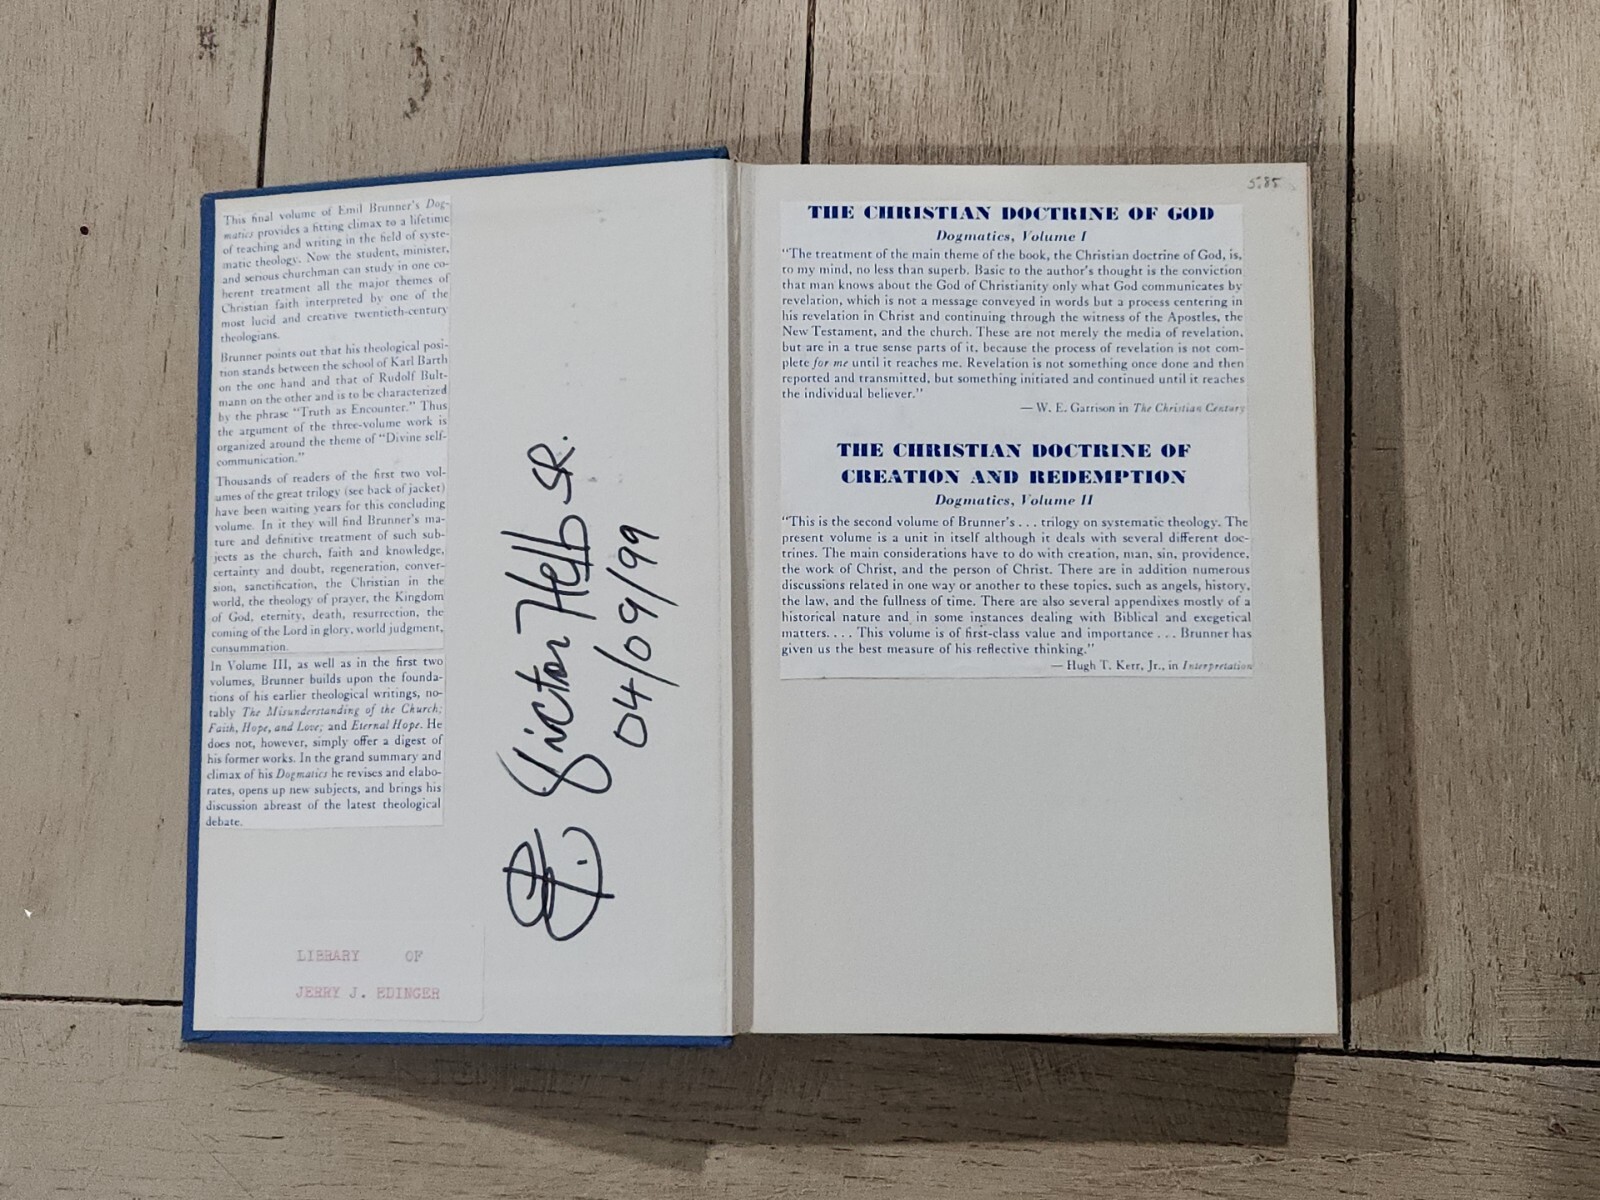 This final volume of Emil Brunner's Dog-
matics provides a fitting climax to a lifetime
of teaching and writing in the field of syste-
matic theology. Now the student, minister,
and serious churchman can study in one co-
herent treatment all the major themes of
Christian faith interpreted by one of the
most lucid and creative twentieth-century
theologians.
Brunner points out that his theological posi-
tion stands between the school of Karl Barth
on the one hand and that of Rudolf Bult-
mann on the other and is to be characterized
by the phrase "Truth as Encounter." Thus
the argument of the three-volume work is
organized around the theme of "Divine self-
communication."
Thousands of readers of the first two vol-
umes of the great trilogy (see back of jacket)
have been waiting years for this concluding
volume. In it they will find Brunner's ma-
ture and definitive treatment of such sub-
jects as the church, faith and knowledge,
certainty and doubt, regeneration, conver-
sion, sanctification, the Christian in the
world, the theology of prayer, the Kingdom
of God, eternity, death, resurrection, the
coming of the Lord in glory, world judgment,
consummation.
In Volume III, as well as in the first two
volumes, Brunner builds upon the founda-
tions of his earlier theological writings, no-
tably The Misunderstanding of the Church;
Faith, Hope, and Love; and Eternal Hope. He
does not, however, simply offer a digest of
his former works. In the grand summary and
climax of his Dogmatics he revises and elabo-
rates, opens up new subjects, and brings his
discussion abreast of the latest theological
debate.
LIBRARY OF
JERRY J. EDINGER
Victor Helb SR.
04/09/99
5.85
THE CHRISTIAN DOCTRINE OF GOD
Dogmatics, Volume I
"The treatment of the main theme of the book, the Christian doctrine of God, is,
to my mind, no less than superb. Basic to the author's thought is the conviction
that man knows about the God of Christianity only what God communicates by
revelation, which is not a message conveyed in words but a process centering in
his revelation in Christ and continuing through the witness of the Apostles, the
New Testament, and the church. These are not merely the media of revelation,
but are in a true sense parts of it, because the process of revelation is not com-
plete for me until it reaches me. Revelation is not something once done and then
reported and transmitted, but something initiated and continued until it reaches
the individual believer."
— W. E. Garrison in The Christian Century
THE CHRISTIAN DOCTRINE OF
CREATION AND REDEMPTION
Dogmatics, Volume II
"This is the second volume of Brunner's . . . trilogy on systematic theology. The
present volume is a unit in itself although it deals with several different doc-
trines. The main considerations have to do with creation, man, sin, providence,
the work of Christ, and the person of Christ. There are in addition numerous
discussions related in one way or another to these topics, such as angels, history,
the law, and the fullness of time. There are also several appendixes mostly of a
historical nature and in some instances dealing with Biblical and exegetical
matters. . . . This volume is of first-class value and importance . . . Brunner has
given us the best measure of his reflective thinking."
— Hugh T. Kerr, Jr., in Interpretation